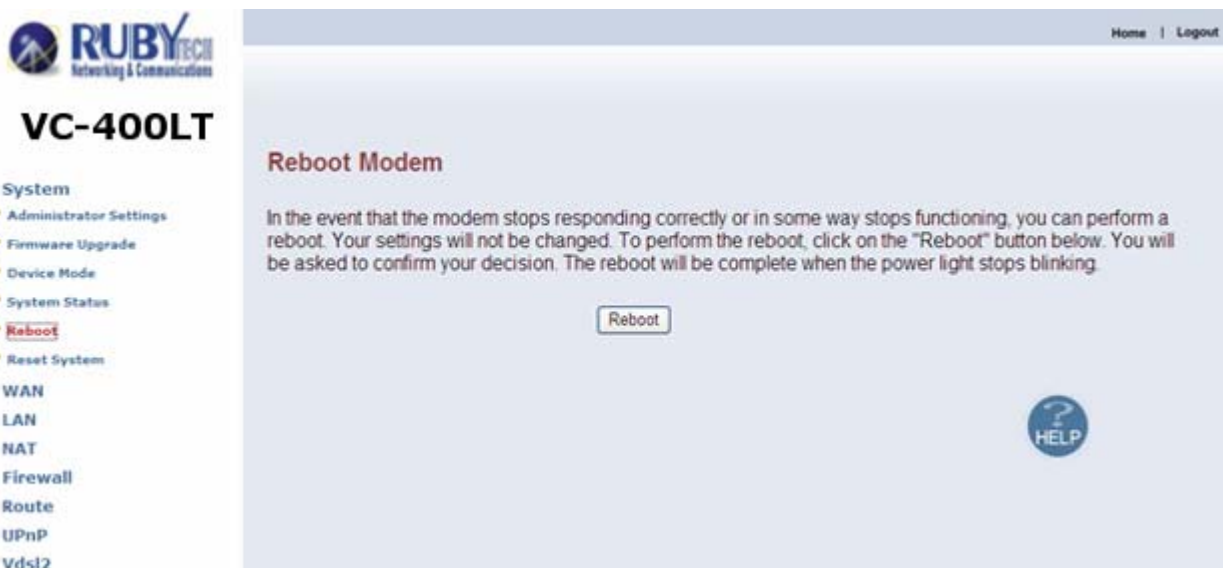 RUBYTECH
Networking & Communications
Home | Logout
VC-400LT
System
Administrator Settings
Firmware Upgrade
Device Mode
System Status
Reboot
Reset System
WAN
LAN
NAT
Firewall
Route
UPnP
Vdsl2
Reboot Modem
In the event that the modem stops responding correctly or in some way stops functioning, you can perform a
reboot. Your settings will not be changed. To perform the reboot, click on the "Reboot" button below. You will
be asked to confirm your decision. The reboot will be complete when the power light stops blinking.
Reboot
?
HELP